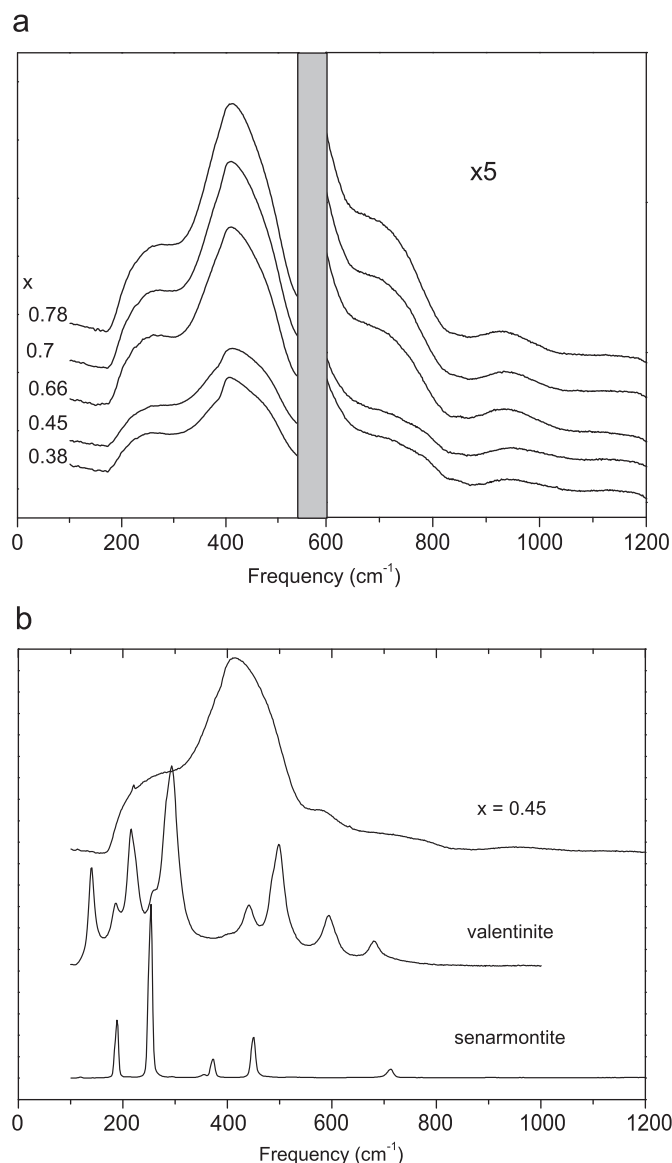 a
x5
x
0.78
0.7
0.66
0.45
0.38
0 200 400 600 800 1000 1200
Frequency (cm-1)
b
x = 0.45
valentinite
senarmontite
0 200 400 600 800 1000 1200
Frequency (cm-1)